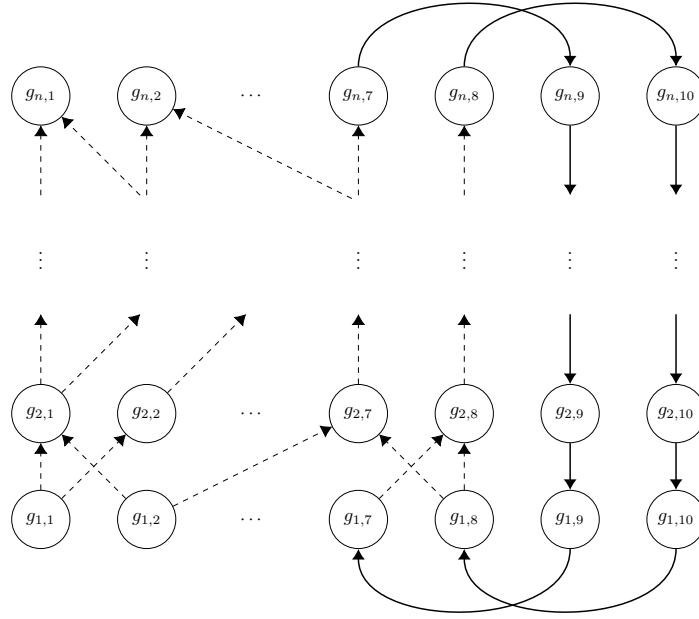 g_{n,1} g_{n,2} ⋯ g_{n,7} g_{n,8} g_{n,9} g_{n,10}
⋮ ⋮ ⋮ ⋮ ⋮ ⋮
g_{2,1} g_{2,2} ⋯ g_{2,7} g_{2,8} g_{2,9} g_{2,10}
g_{1,1} g_{1,2} ⋯ g_{1,7} g_{1,8} g_{1,9} g_{1,10}